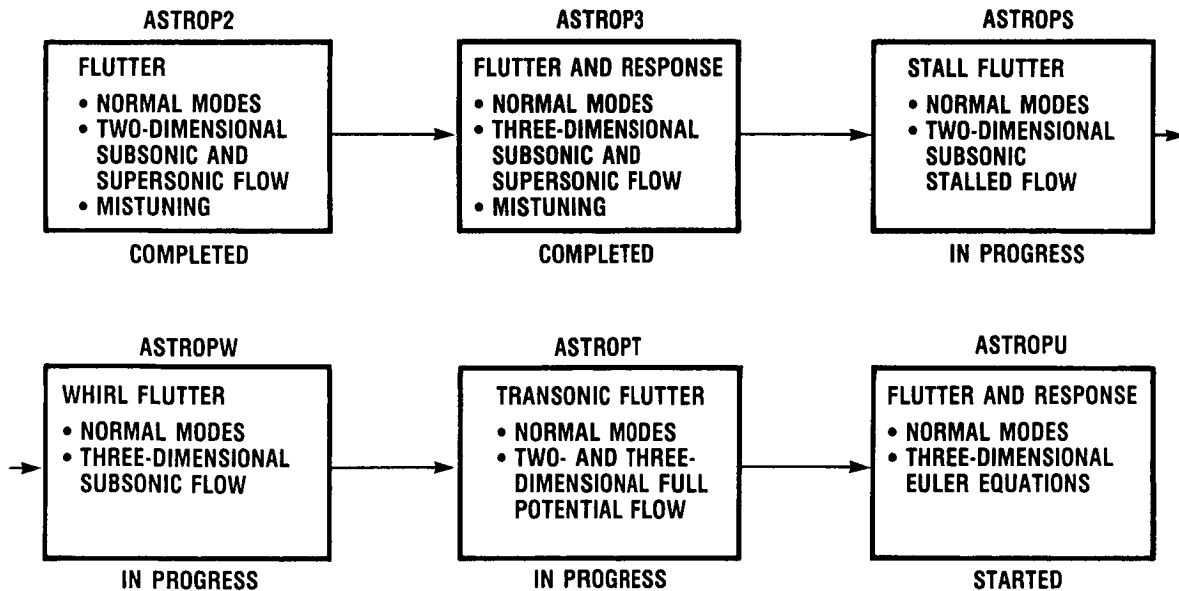 ASTROP2
FLUTTER
• NORMAL MODES
• TWO-DIMENSIONAL
SUBSONIC AND
SUPERSONIC FLOW
• MISTUNING
COMPLETED
ASTROP3
FLUTTER AND RESPONSE
• NORMAL MODES
• THREE-DIMENSIONAL
SUBSONIC AND
SUPERSONIC FLOW
• MISTUNING
COMPLETED
ASTROPS
STALL FLUTTER
• NORMAL MODES
• TWO-DIMENSIONAL
SUBSONIC
STALLED FLOW
IN PROGRESS
ASTROPW
WHIRL FLUTTER
• NORMAL MODES
• THREE-DIMENSIONAL
SUBSONIC FLOW
IN PROGRESS
ASTROPT
TRANSONIC FLUTTER
• NORMAL MODES
• TWO- AND THREE-
DIMENSIONAL FULL
POTENTIAL FLOW
IN PROGRESS
ASTROPU
FLUTTER AND RESPONSE
• NORMAL MODES
• THREE-DIMENSIONAL
EULER EQUATIONS
STARTED